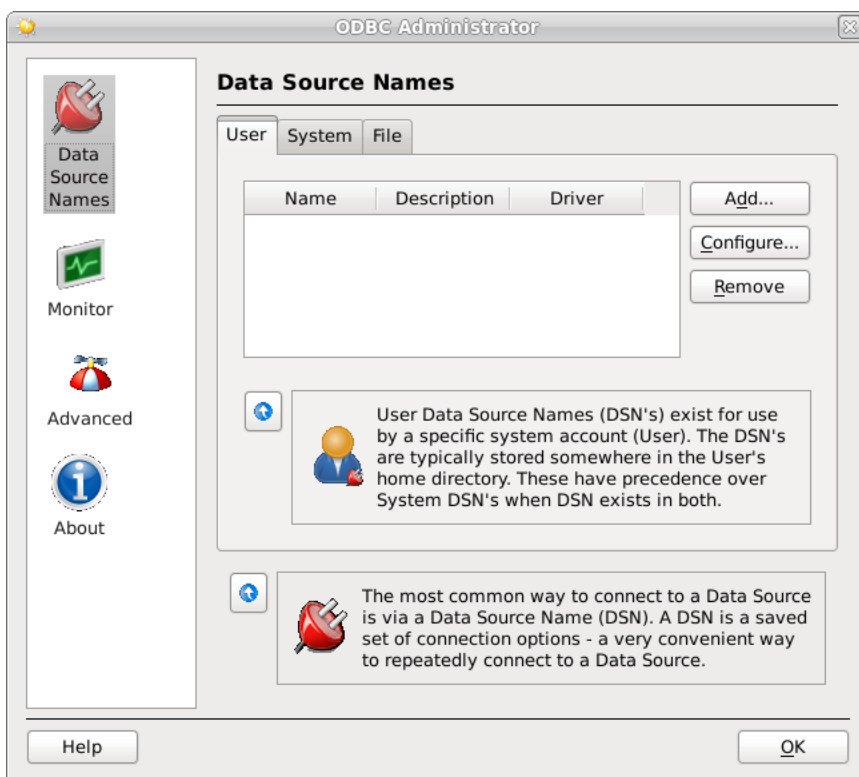 ODBC Administrator
Data
Source
Names
Monitor
Advanced
About
Data Source Names
User System File
Name Description Driver
Add...
Configure...
Remove
User Data Source Names (DSN's) exist for use
by a specific system account (User). The DSN's
are typically stored somewhere in the User's
home directory. These have precedence over
System DSN's when DSN exists in both.
The most common way to connect to a Data Source
is via a Data Source Name (DSN). A DSN is a saved
set of connection options - a very convenient way
to repeatedly connect to a Data Source.
Help
OK